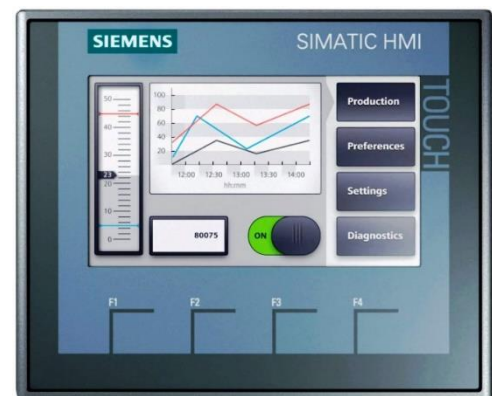 SIEMENS
SIMATIC HMI
TOUCH
50
40
30
23
20
10
0
100
80
60
40
20
12:00 12:30 13:00 13:30 14:00
hh:mm
Production
Preferences
Settings
Diagnostics
80075
ON
F1 F2 F3 F4